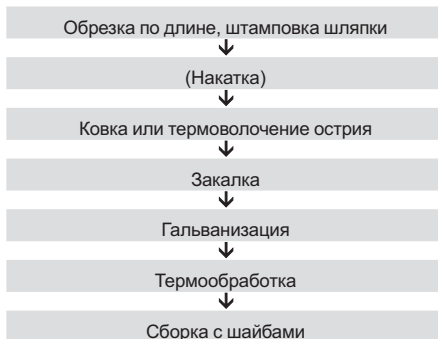 Обрезка по длине, штамповка шляпки
(Накатка)
Ковка или термоволочение острия
Закалка
Гальванизация
Термообработка
Сборка с шайбами